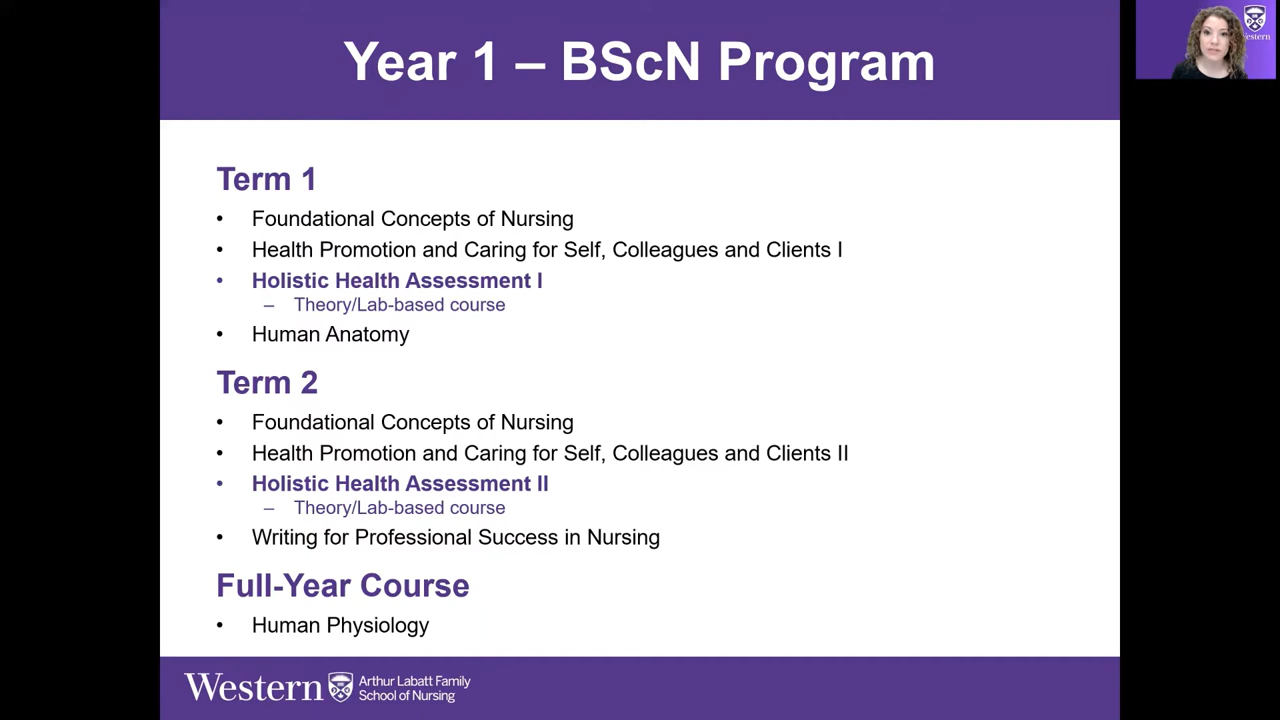 Year 1 – BScN Program
Term 1
• Foundational Concepts of Nursing
• Health Promotion and Caring for Self, Colleagues and Clients I
• Holistic Health Assessment I
– Theory/Lab-based course
• Human Anatomy
Term 2
• Foundational Concepts of Nursing
• Health Promotion and Caring for Self, Colleagues and Clients II
• Holistic Health Assessment II
– Theory/Lab-based course
• Writing for Professional Success in Nursing
Full-Year Course
• Human Physiology
Western
Arthur Labatt Family
School of Nursing
estern